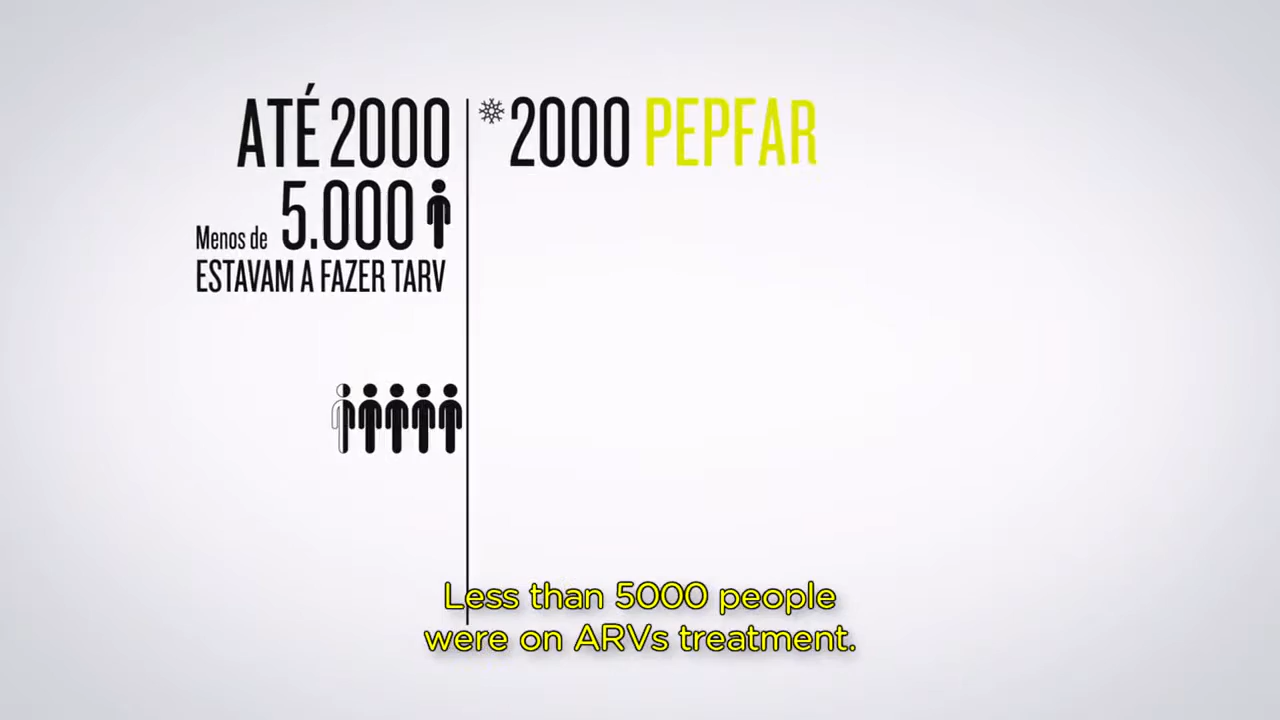 ATÉ 2000
Menos de 5.000
ESTAVAM A FAZER TARV
*2000 PEPFAR
Less than 5000 people
were on ARVs treatment.